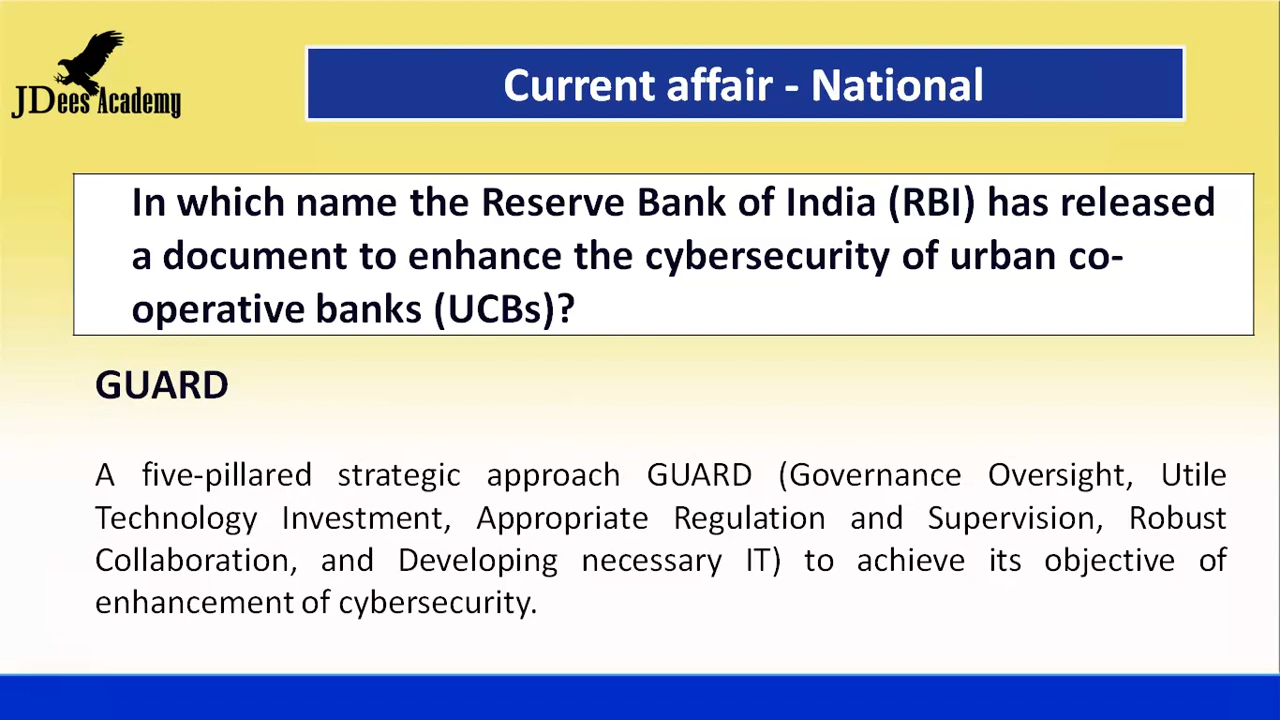 JDees Academy
Current affair - National
In which name the Reserve Bank of India (RBI) has released
a document to enhance the cybersecurity of urban co-
operative banks (UCBs)?
GUARD
A five-pillared strategic approach GUARD (Governance Oversight, Utile
Technology Investment, Appropriate Regulation and Supervision, Robust
Collaboration, and Developing necessary IT) to achieve its objective of
enhancement of cybersecurity.